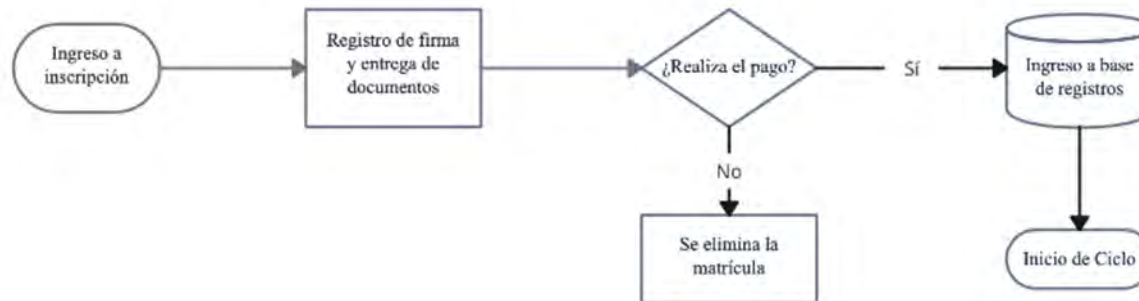 Ingreso a
inscripción
Registro de firma
y entrega de
documentos
¿Realiza el pago?
Sí
Ingreso a base
de registros
No
Se elimina la
matrícula
Inicio de Ciclo